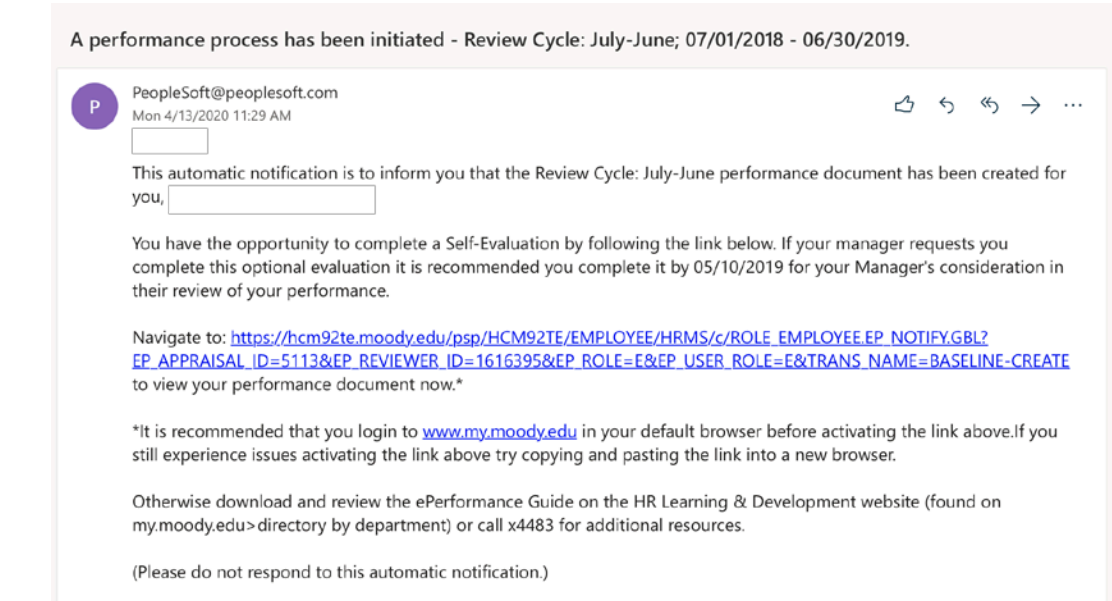 A performance process has been initiated - Review Cycle: July-June; 07/01/2018 - 06/30/2019.
P
PeopleSoft@peoplesoft.com
Mon 4/13/2020 11:29 AM
This automatic notification is to inform you that the Review Cycle: July-June performance document has been created for
you,
You have the opportunity to complete a Self-Evaluation by following the link below. If your manager requests you
complete this optional evaluation it is recommended you complete it by 05/10/2019 for your Manager's consideration in
their review of your performance.
Navigate to: https://hcm92te.moody.edu/psp/HCM92TE/EMPLOYEE/HRMS/c/ROLE_EMPLOYEE.EP_NOTIFY.GBL?
EP_APPRAISAL_ID=5113&EP_REVIEWER_ID=1616395&EP_ROLE=E&EP_USER_ROLE=E&TRANS_NAME=BASELINE-CREATE
to view your performance document now.*
*It is recommended that you login to www.my.moody.edu in your default browser before activating the link above.If you
still experience issues activating the link above try copying and pasting the link into a new browser.
Otherwise download and review the ePerformance Guide on the HR Learning & Development website (found on
my.moody.edu>directory by department) or call x4483 for additional resources.
(Please do not respond to this automatic notification.)